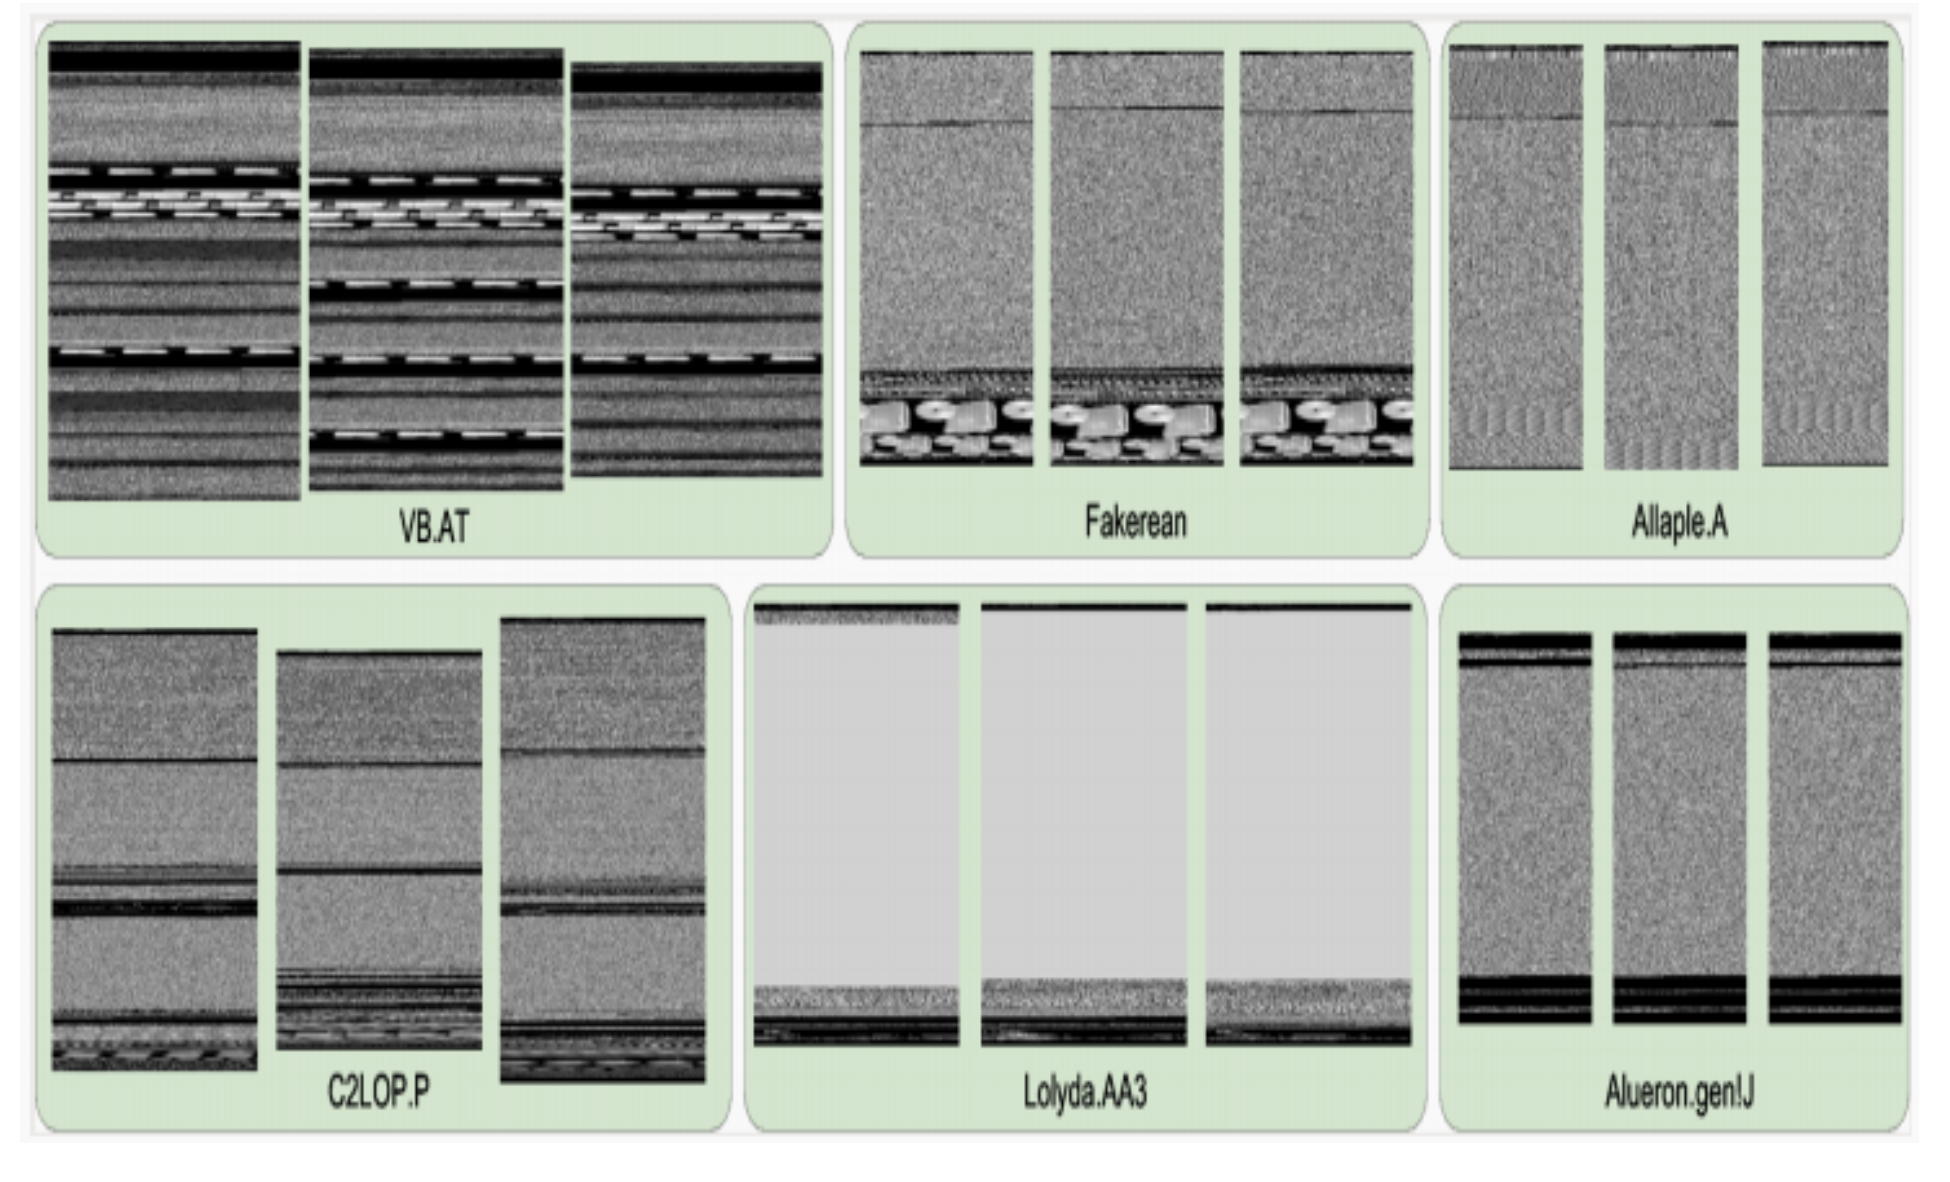 VB.AT
Fakerean
Allaple.A
C2LOP.P
Lolyda.AA3
Alueron.gen!J